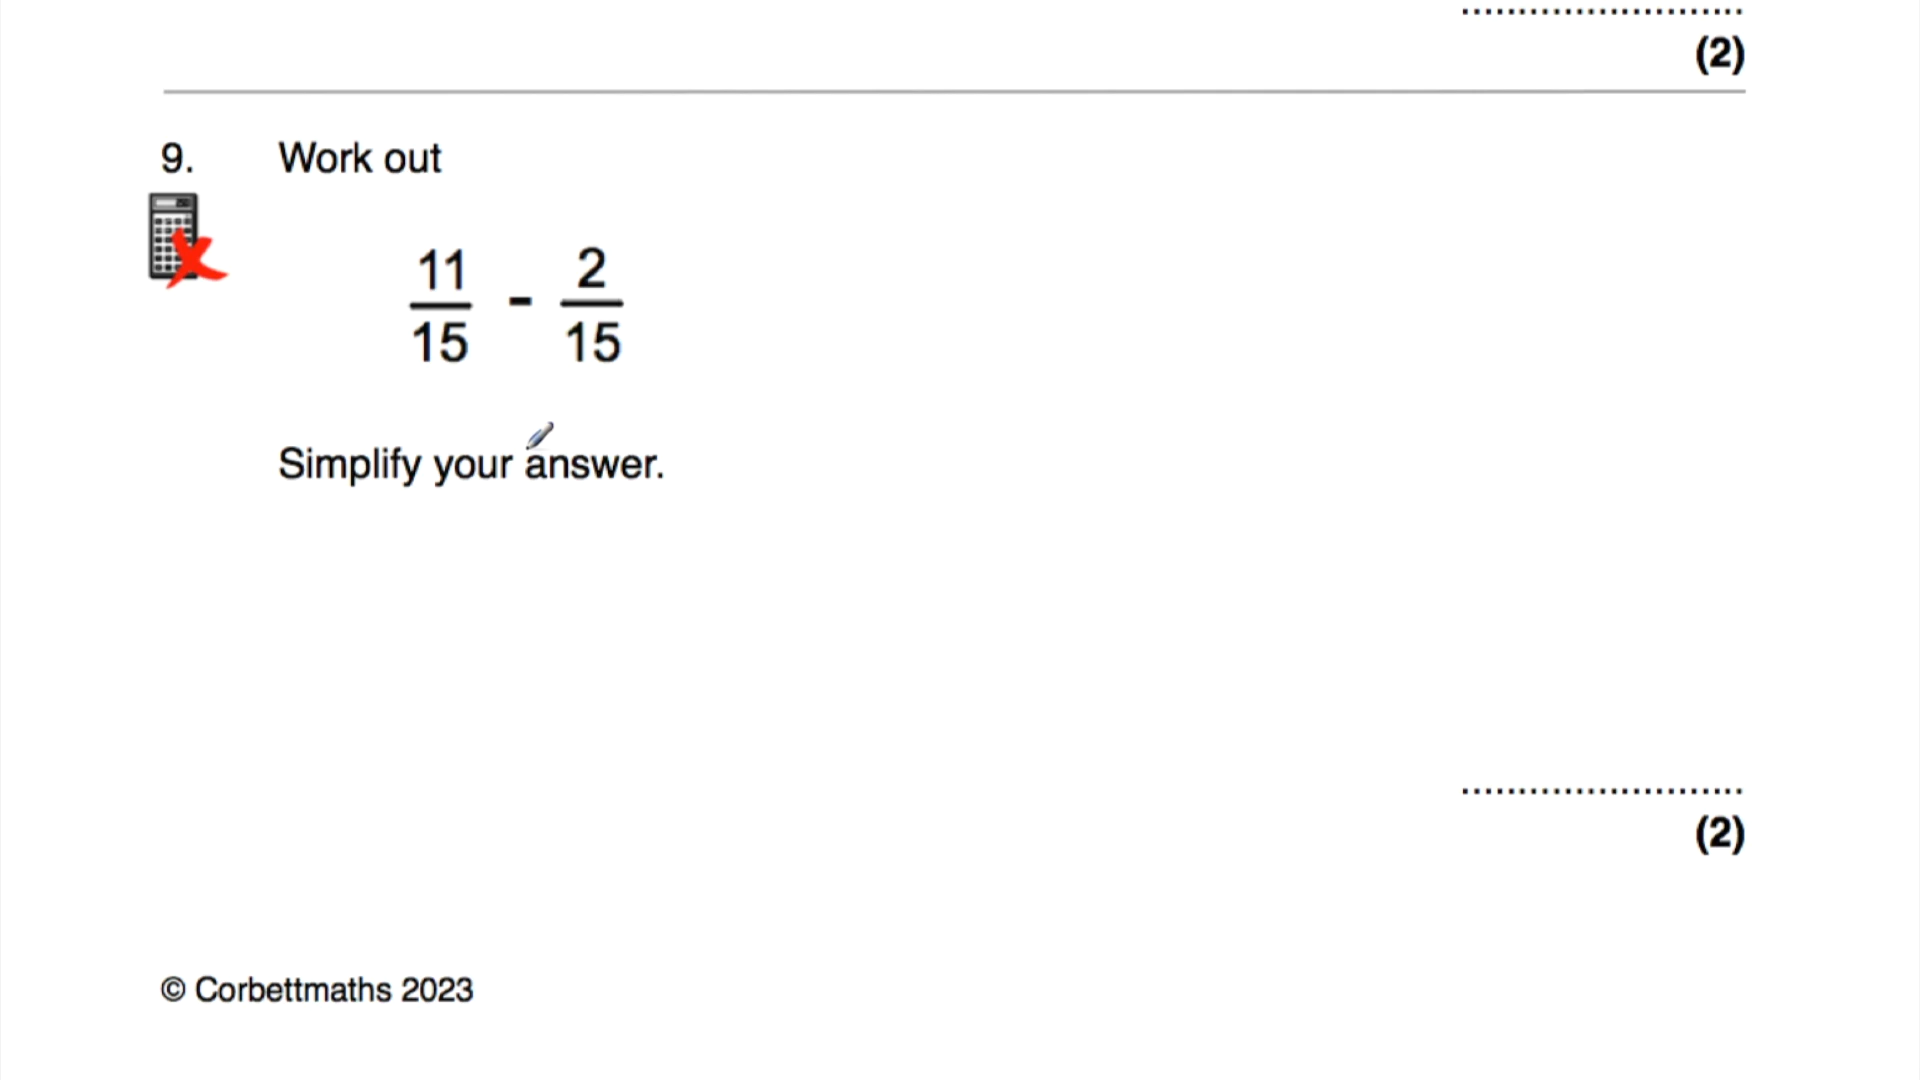 ........................
(2)
9. Work out
11/15 - 2/15
Simplify your answer.
........................
(2)
© Corbettmaths 2023